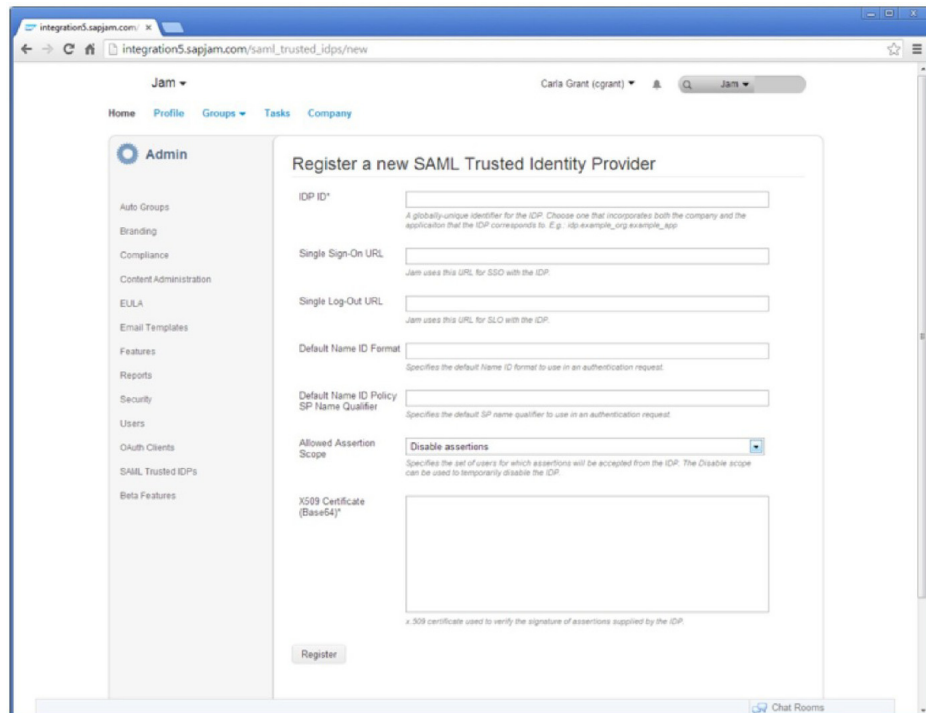 integration5.sapjam.com/
integration5.sapjam.com/saml_trusted_idps/new
Jam
Carla Grant (cgrant)
Jam
Home Profile Groups Tasks Company
Admin
Auto Groups
Branding
Compliance
Content Administration
EULA
Email Templates
Features
Reports
Security
Users
OAuth Clients
SAML Trusted IDPs
Beta Features
Register a new SAML Trusted Identity Provider
IDP ID*
A globally-unique identifier for the IDP. Choose one that incorporates both the company and the
applicaiton that the IDP corresponds to. E.g.: idp.example_org.example_app
Single Sign-On URL
Jam uses this URL for SSO with the IDP.
Single Log-Out URL
Jam uses this URL for SLO with the IDP.
Default Name ID Format
Specifies the default Name ID format to use in an authentication request.
Default Name ID Policy
SP Name Qualifier
Specifies the default SP name qualifier to use in an authentication request.
Allowed Assertion
Scope
Disable assertions
Specifies the set of users for which assertions will be accepted from the IDP. The Disable scope
can be used to temporarily disable the IDP.
X509 Certificate
(Base64)*
x.509 certificate used to verify the signature of assertions supplied by the IDP.
Register
Chat Rooms